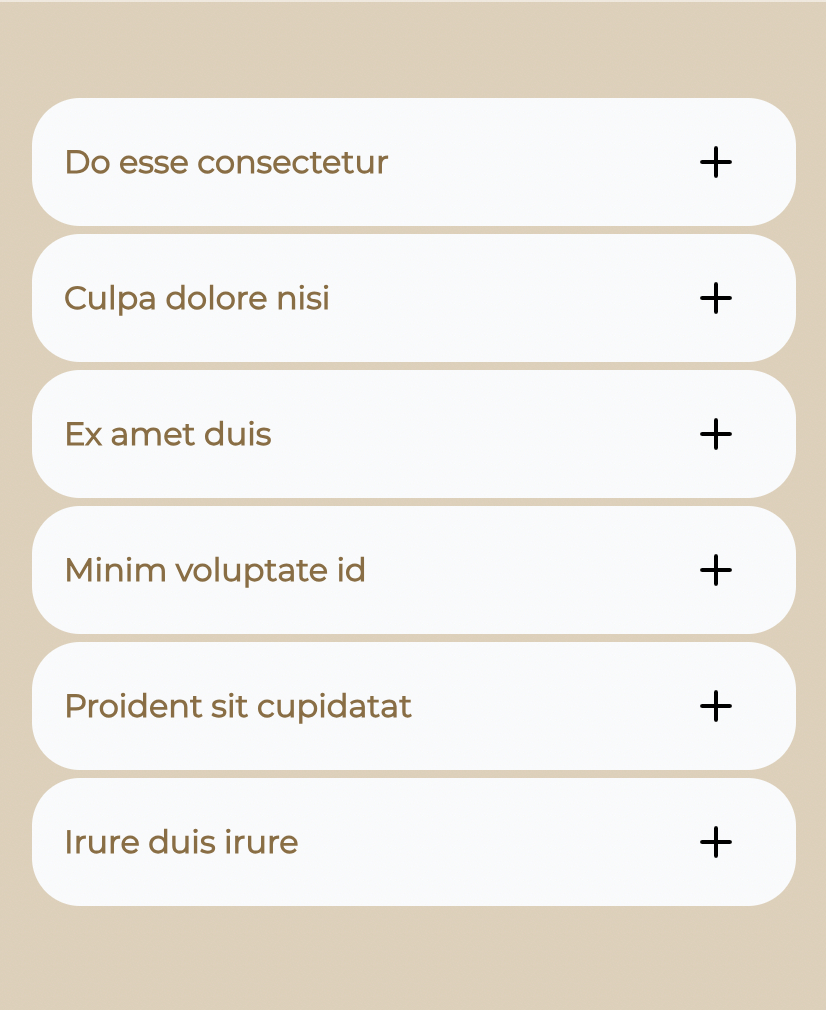 Do esse consectetur
Culpa dolore nisi
Ex amet duis
Minim voluptate id
Proident sit cupidatat
Irure duis irure